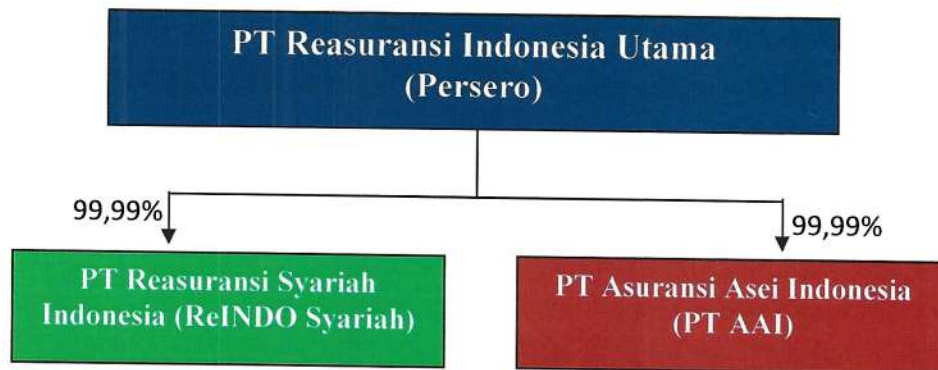 PT Reasuransi Indonesia Utama
(Persero)
99,99%
99,99%
PT Reasuransi Syariah
Indonesia (ReINDO Syariah)
PT Asuransi Asei Indonesia
(PT AAI)